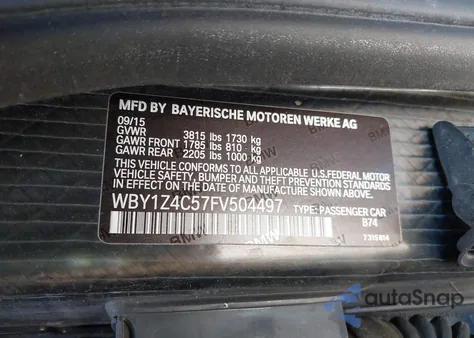 MFD BY BAYERISCHE MOTOREN WERKE AG
09/15
GVWR 3815 lbs 1730 kg
GAWR FRONT 1785 lbs 810 kg
GAWR REAR 2205 lbs 1000 kg
THIS VEHICLE CONFORMS TO ALL APPLICABLE U.S.FEDERAL MOTOR
VEHICLE SAFETY, BUMPER AND THEFT PREVENTION STANDARDS IN
EFFECT ON THE DATE OF MANUFACTURE SHOWN ABOVE.
WBY1Z4C57FV504497 TYPE: PASSENGER CAR
B74
7315814
autoSnap